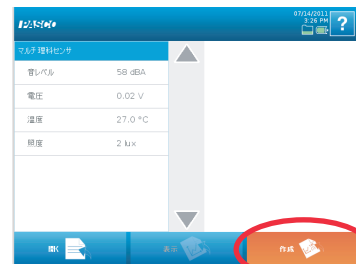 PASCO
07/14/2011
3:26 PM
?
マルチ理科センサ
音レベル 58 dBA
電圧 0.02 V
温度 27.0 °C
照度 2 lux
開く 表示 作成